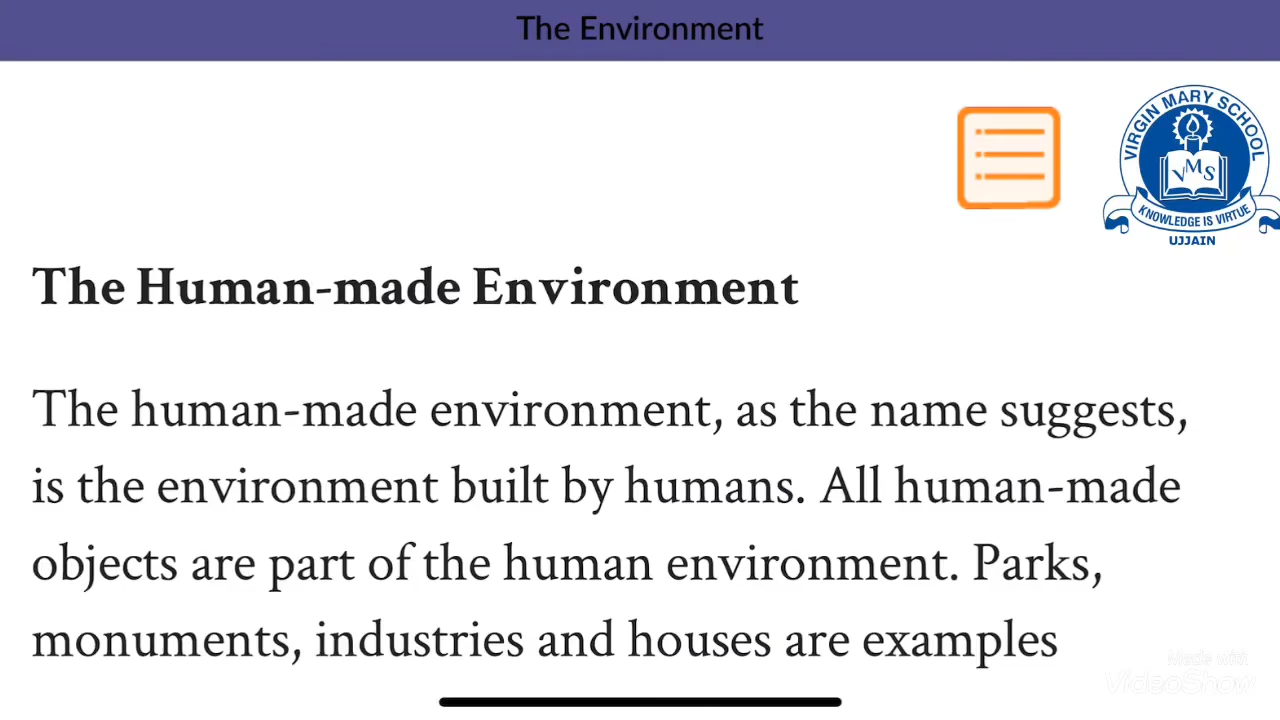 The Environment
VIRGIN MARY SCHOOL
VMS
KNOWLEDGE IS VIRTUE
UJJAIN
The Human-made Environment
The human-made environment, as the name suggests,
is the environment built by humans. All human-made
objects are part of the human environment. Parks,
monuments, industries and houses are examples
Made with
VideoShow